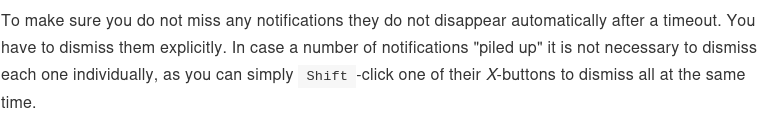 To make sure you do not miss any notifications they do not disappear automatically after a timeout. You
have to dismiss them explicitly. In case a number of notifications "piled up" it is not necessary to dismiss
each one individually, as you can simply Shift -click one of their X-buttons to dismiss all at the same
time.